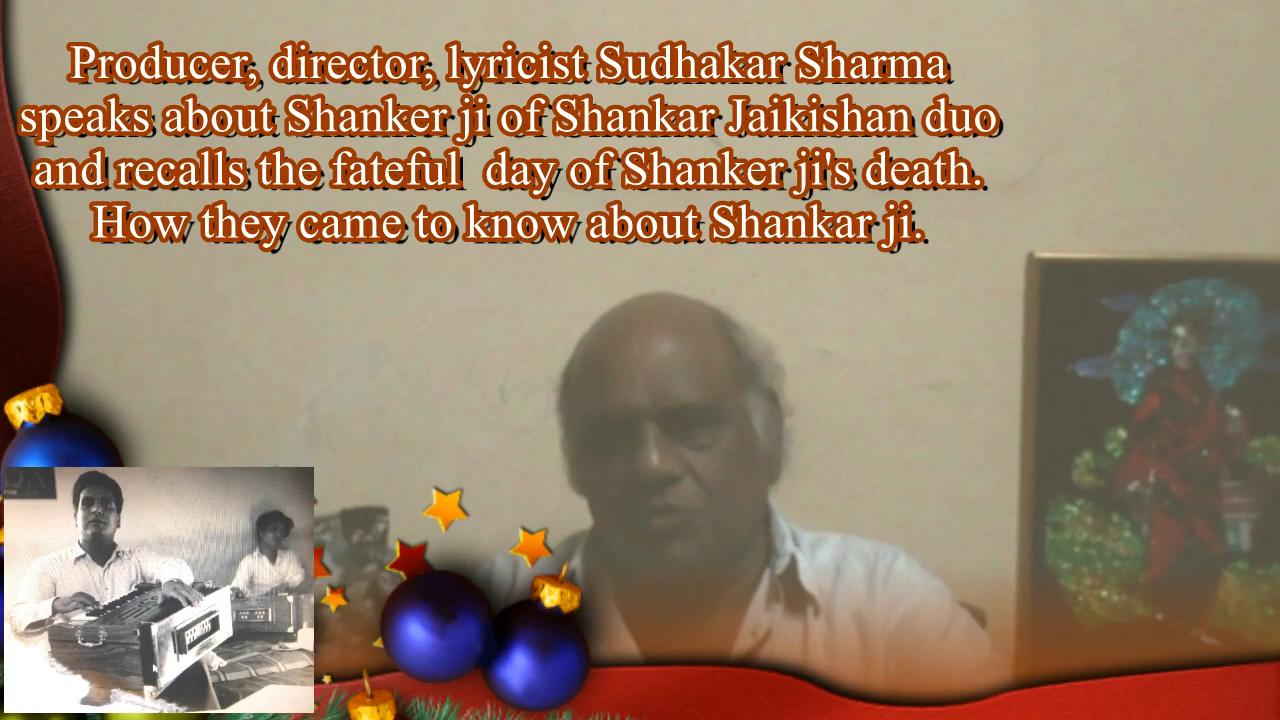 Producer, director, lyricist Sudhakar Sharma
speaks about Shanker ji of Shankar Jaikishan duo
and recalls the fateful  day of Shanker ji's death.
How they came to know about Shankar ji.